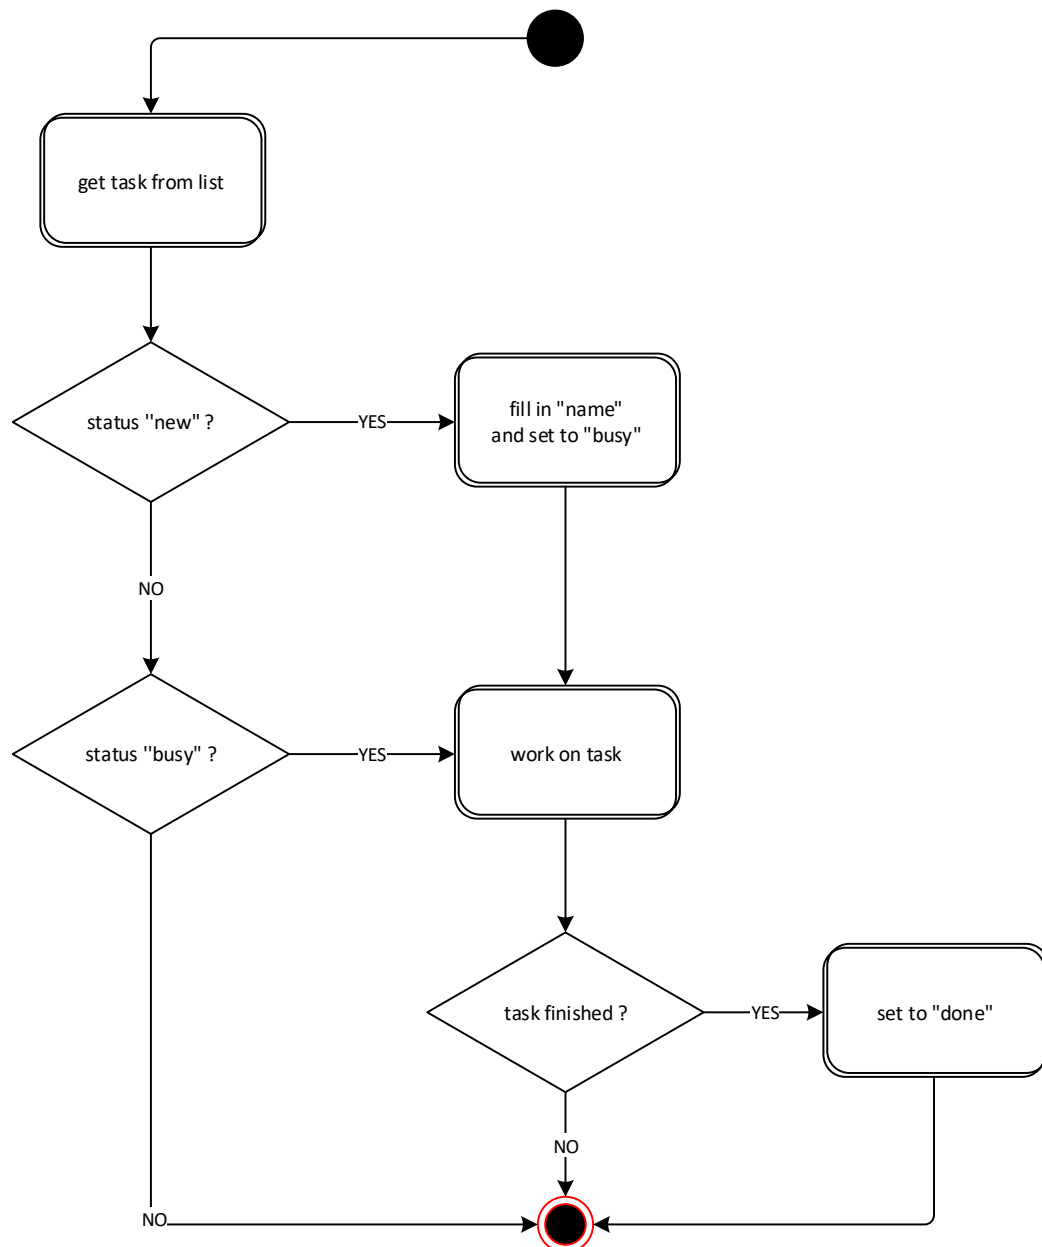 get task from list
status "new" ?
YES
fill in "name"
and set to "busy"
NO
status "busy" ?
YES
work on task
task finished ?
YES
set to "done"
NO
NO